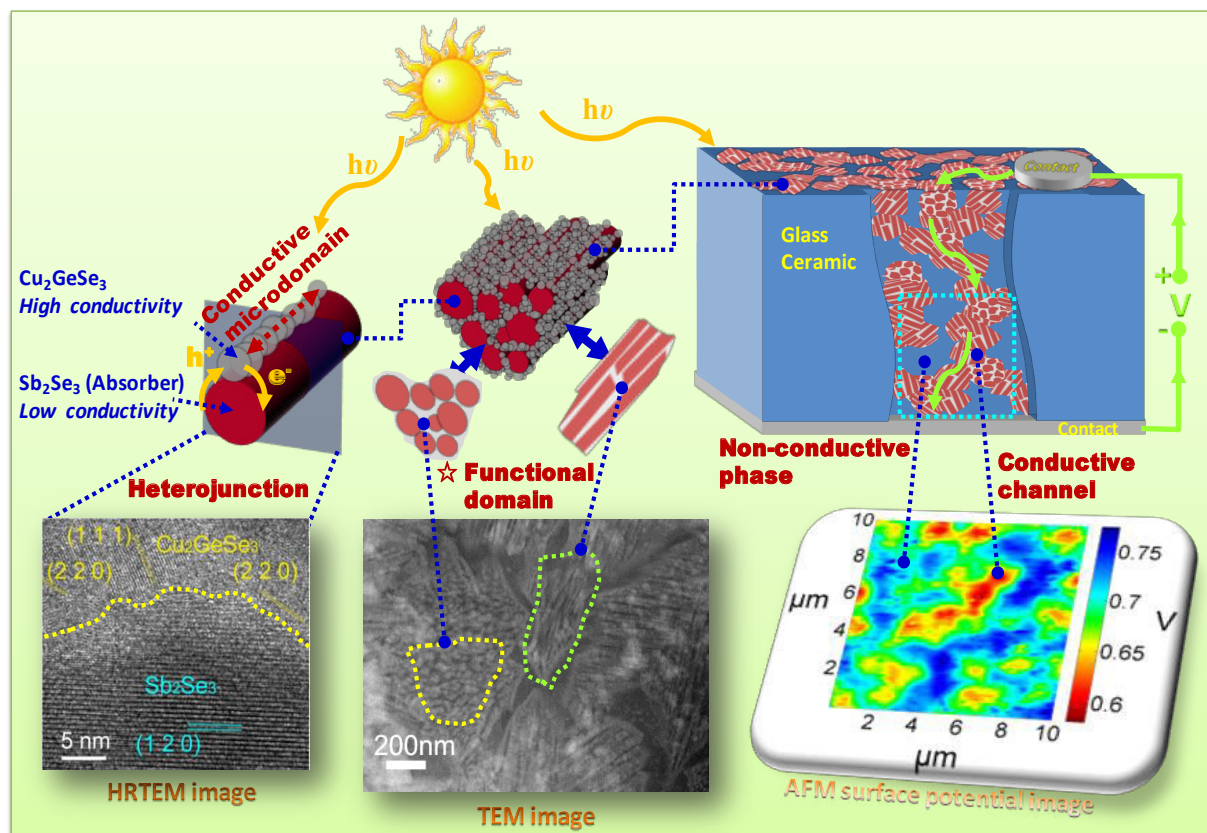 hυ
hυ
hυ
Contact
Glass
Ceramic
+
V
-
Contact
Cu₂GeSe₃
High conductivity
Conductive
microdomain
h⁺
e⁻
Sb₂Se₃ (Absorber)
Low conductivity
Heterojunction
☆ Functional
domain
Non-conductive
phase
Conductive
channel
(1 1 1)
Cu₂GeSe₃
(2 2 0)
(2 2 0)
Sb₂Se₃
5 nm
(1 2 0)
HRTEM image
200nm
TEM image
10
8
6
4
2
µm
2 4 6 8 10
µm
0.75
0.7
0.65
0.6
V
AFM surface potential image